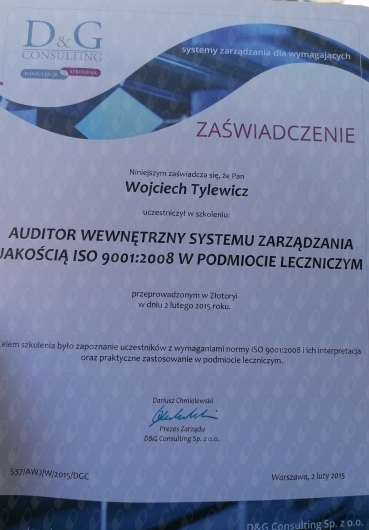 D&G
CONSULTING
KONSULTACJE SZKOLENIA
systemy zarządzania dla wymagających
ZAŚWIADCZENIE
Niniejszym zaświadcza się, że Pan
Wojciech Tylewicz
uczestniczył w szkoleniu:
AUDITOR WEWNĘTRZNY SYSTEMU ZARZĄDZANIA
JAKOŚCIĄ ISO 9001:2008 W PODMIOCIE LECZNICZYM
przeprowadzonym w Złotoryi
w dniu 2 lutego 2015 roku.
Celem szkolenia było zapoznanie uczestników z wymaganiami normy ISO 9001:2008 i ich interpretacja
oraz praktyczne zastosowanie w podmiocie leczniczym.
Dariusz Chmielewski
Prezes Zarządu
D&G Consulting Sp. z o.o.
537/AWJ/W/2015/DGC
Warszawa, 2 luty 2015
D&G Consulting Sp. z o.o.